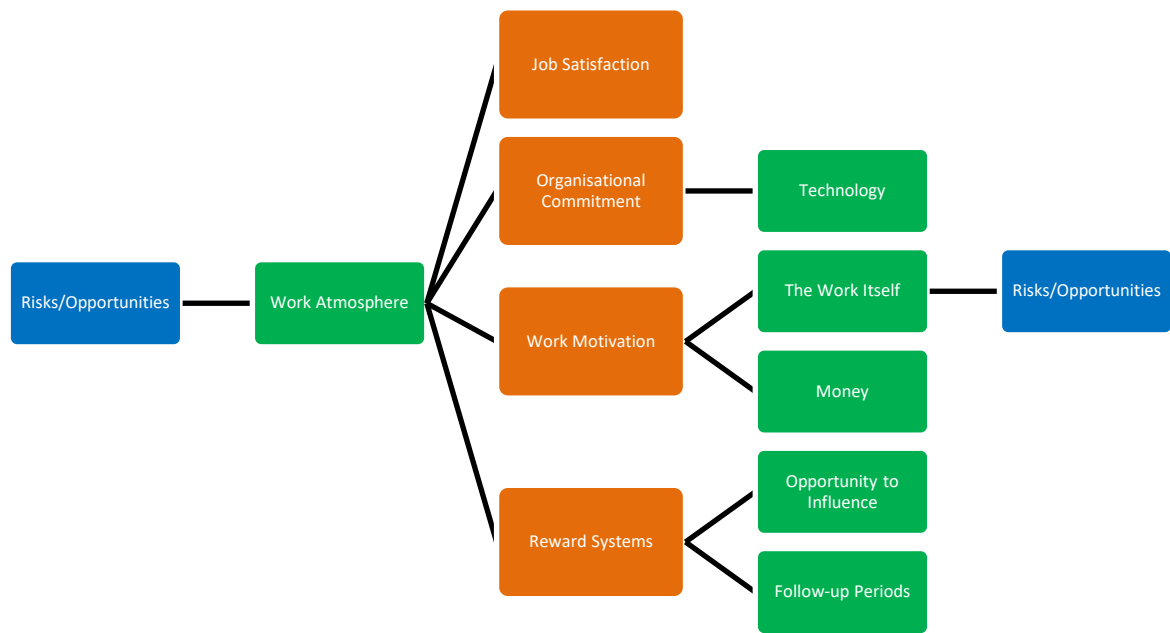 Job Satisfaction
Organisational
Commitment
Technology
Risks/Opportunities
Work Atmosphere
The Work Itself
Risks/Opportunities
Work Motivation
Money
Opportunity to
Influence
Reward Systems
Follow-up Periods